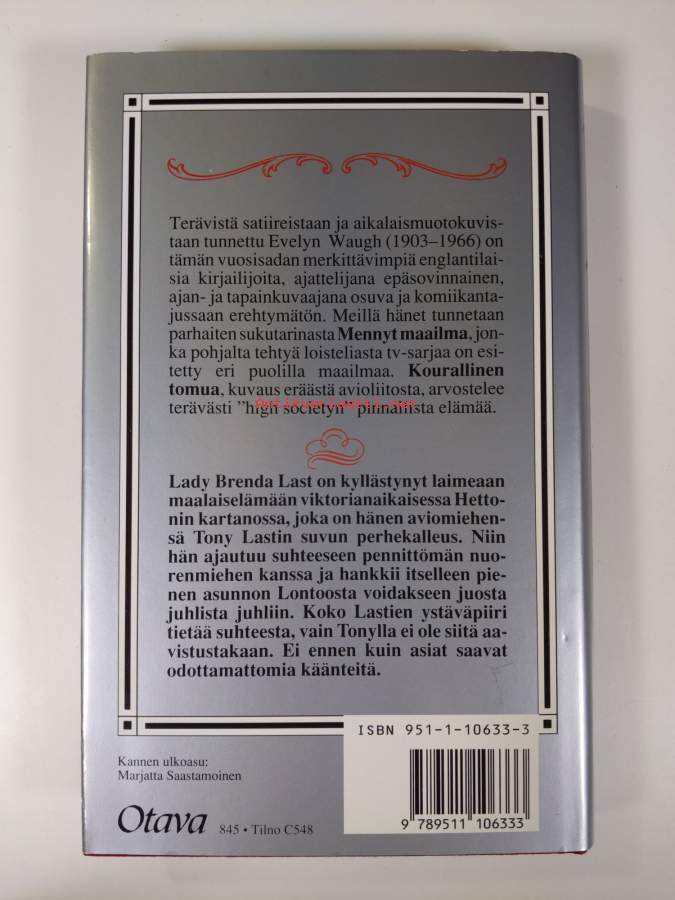 Terävistä satiireistaan ja aikalaismuotokuvis-
taan tunnettu Evelyn Waugh (1903–1966) on
tämän vuosisadan merkittävimpiä englantilai-
sia kirjailijoita, ajattelijana epäsovinnainen,
ajan- ja tapainkuvaajana osuva ja komiikanta-
jussaan erehtymätön. Meillä hänet tunnetaan
parhaiten sukutarinasta Mennyt maailma, jon-
ka pohjalta tehtyä loisteliasta tv-sarjaa on esi-
tetty eri puolilla maailmaa. Kourallinen
tomua, kuvaus eräästä avioliitosta, arvostelee
terävästi ”high societyn” pinnallista elämää.
Lady Brenda Last on kyllästynyt laimeaan
maalaiselämään viktorianaikaisessa Hetto-
nin kartanossa, joka on hänen aviomiehen-
sä Tony Lastin suvun perhekalleus. Niin
hän ajautuu suhteeseen pennittömän nuo-
renmiehen kanssa ja hankkii itselleen pie-
nen asunnon Lontoosta voidakseen juosta
juhlista juhliin. Koko Lastien ystäväpiiri
tietää suhteesta, vain Tonylla ei ole siitä aa-
vistustakaan. Ei ennen kuin asiat saavat
odottamattomia käänteitä.
ISBN 951-1-10633-3
9 789511 106333
Kannen ulkoasu:
Marjatta Saastamoinen
Otava 845 • Tilno C548